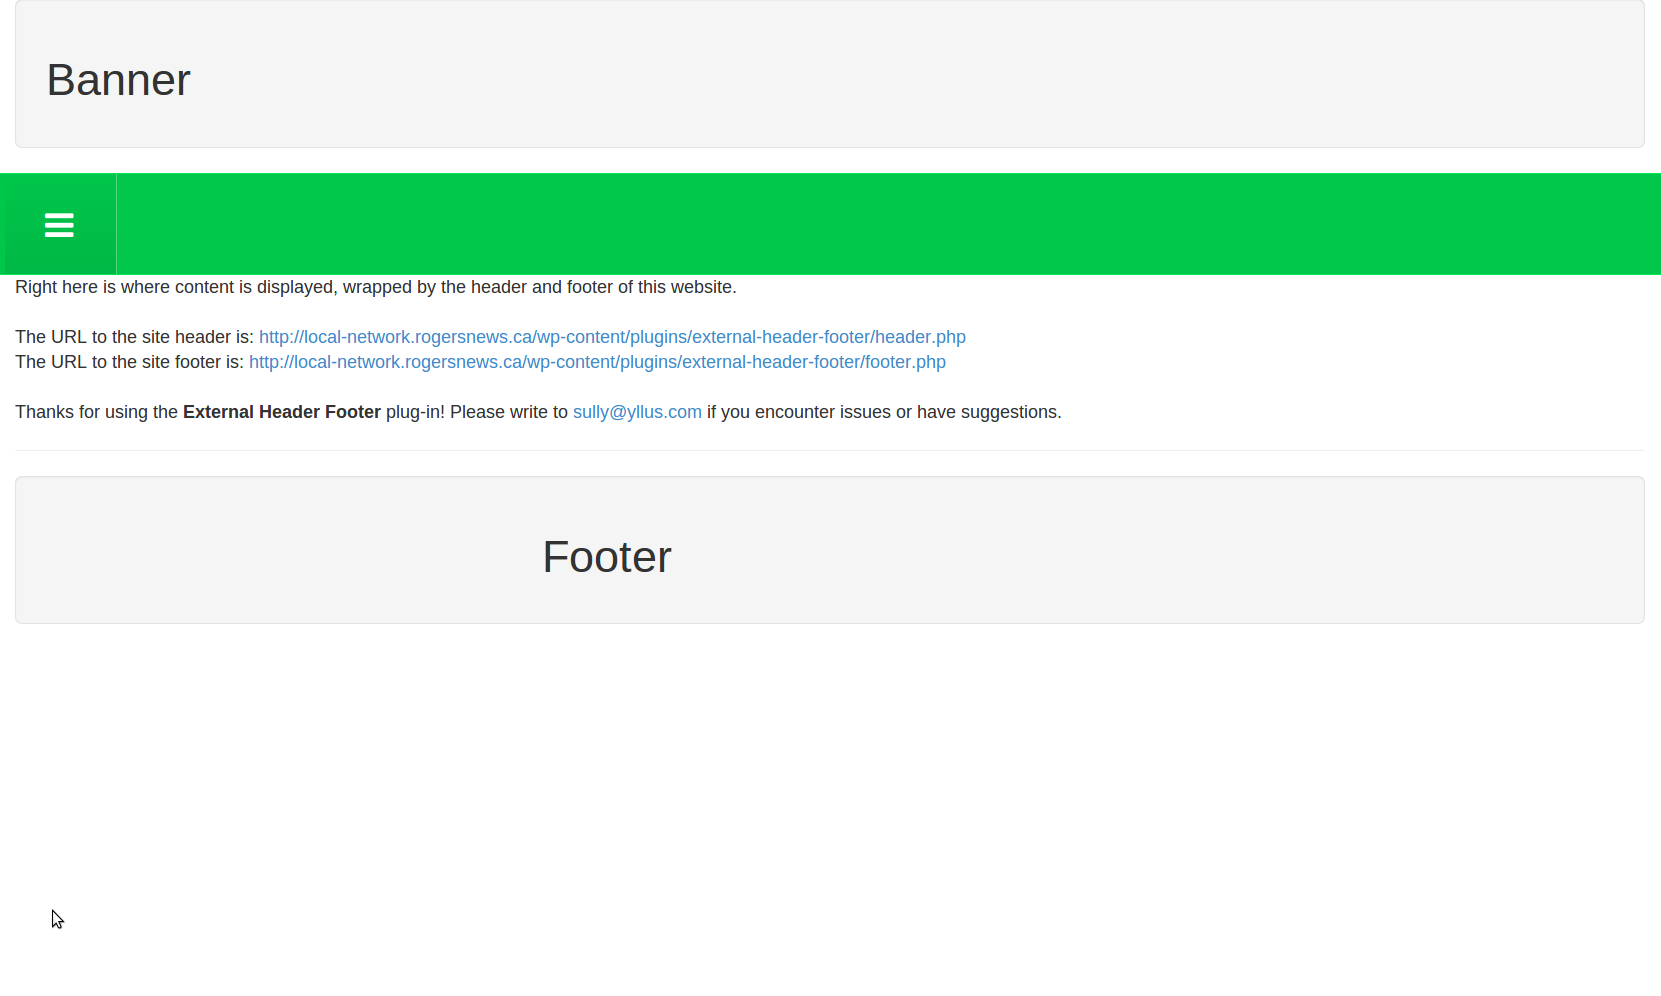 Banner
Right here is where content is displayed, wrapped by the header and footer of this website.
The URL to the site header is: http://local-network.rogersnews.ca/wp-content/plugins/external-header-footer/header.php
The URL to the site footer is: http://local-network.rogersnews.ca/wp-content/plugins/external-header-footer/footer.php
Thanks for using the External Header Footer plug-in! Please write to sully@yllus.com if you encounter issues or have suggestions.
Footer